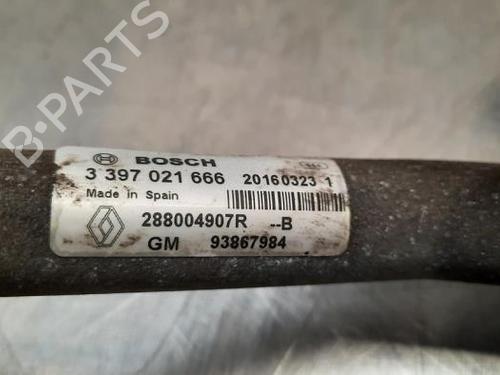 B-PARTS
BOSCH
3 397 021 666 20160323 1
Made in Spain
288004907R --B
GM 93867984